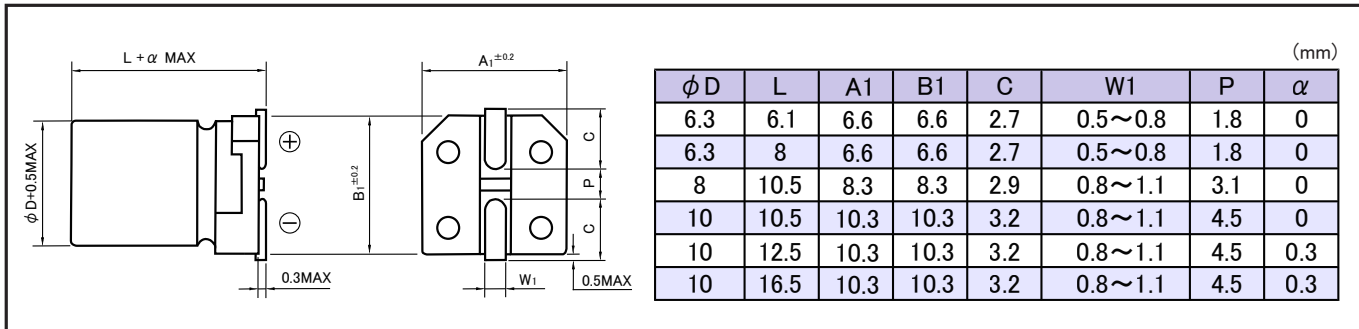 (mm)
L + α MAX
A1±0.2
φD+0.5MAX
⊕
⊖
B1±0.2
C
P
C
0.3MAX
W1
0.5MAX
φD L A1 B1 C W1 P α
6.3 6.1 6.6 6.6 2.7 0.5～0.8 1.8 0
6.3 8 6.6 6.6 2.7 0.5～0.8 1.8 0
8 10.5 8.3 8.3 2.9 0.8～1.1 3.1 0
10 10.5 10.3 10.3 3.2 0.8～1.1 4.5 0
10 12.5 10.3 10.3 3.2 0.8～1.1 4.5 0.3
10 16.5 10.3 10.3 3.2 0.8～1.1 4.5 0.3